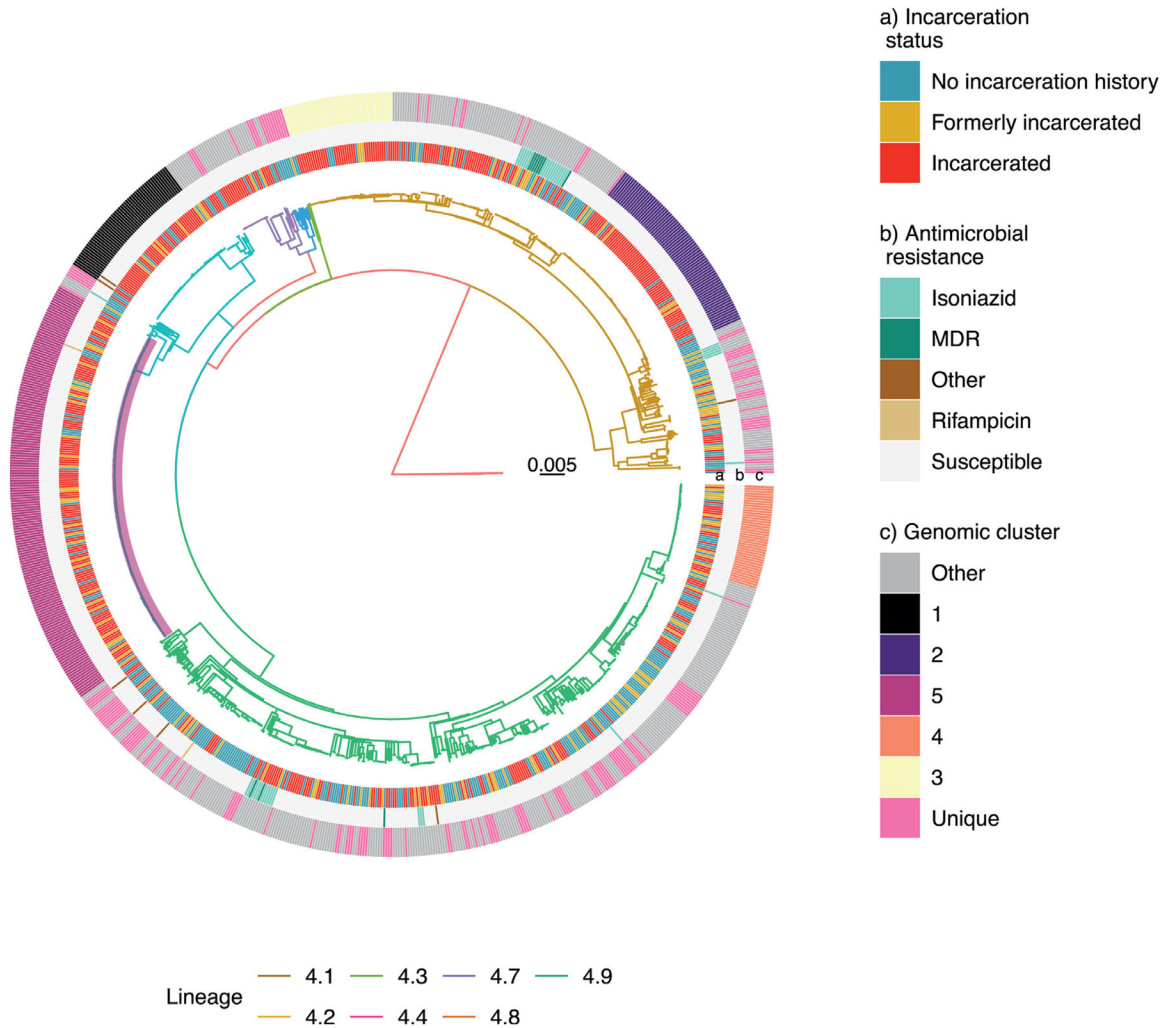 a) Incarceration
status
No incarceration history
Formerly incarcerated
Incarcerated
b) Antimicrobial
resistance
Isoniazid
MDR
Other
Rifampicin
Susceptible
c) Genomic cluster
Other
1
2
5
4
3
Unique
0.005
a b c
Lineage
4.1 4.3 4.7 4.9
4.2 4.4 4.8